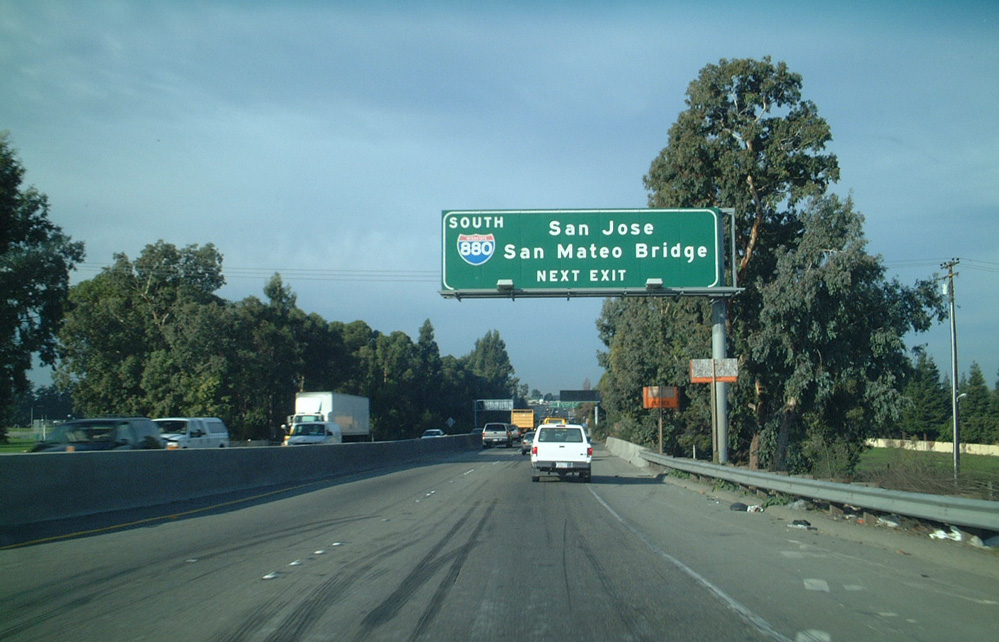 SOUTH
880
San Jose
San Mateo Bridge
NEXT EXIT